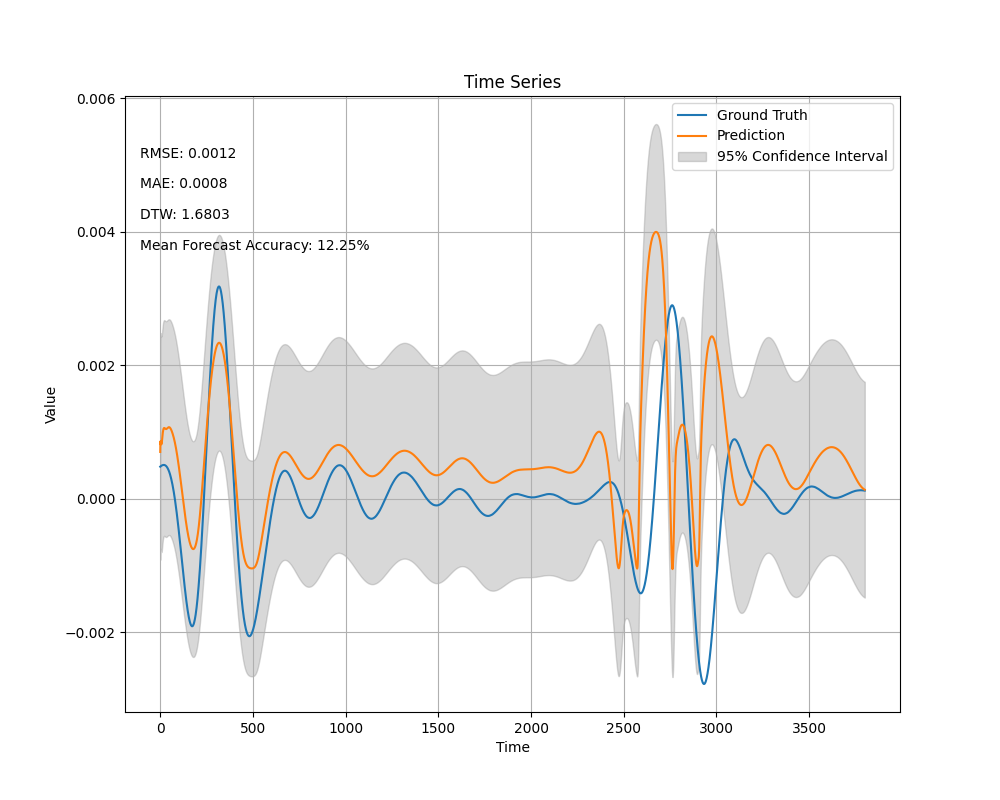 Time Series
0.006
0.004
0.002
0.000
−0.002
Value
RMSE: 0.0012
MAE: 0.0008
DTW: 1.6803
Mean Forecast Accuracy: 12.25%
Ground Truth
Prediction
95% Confidence Interval
0
500
1000
1500
2000
2500
3000
3500
Time